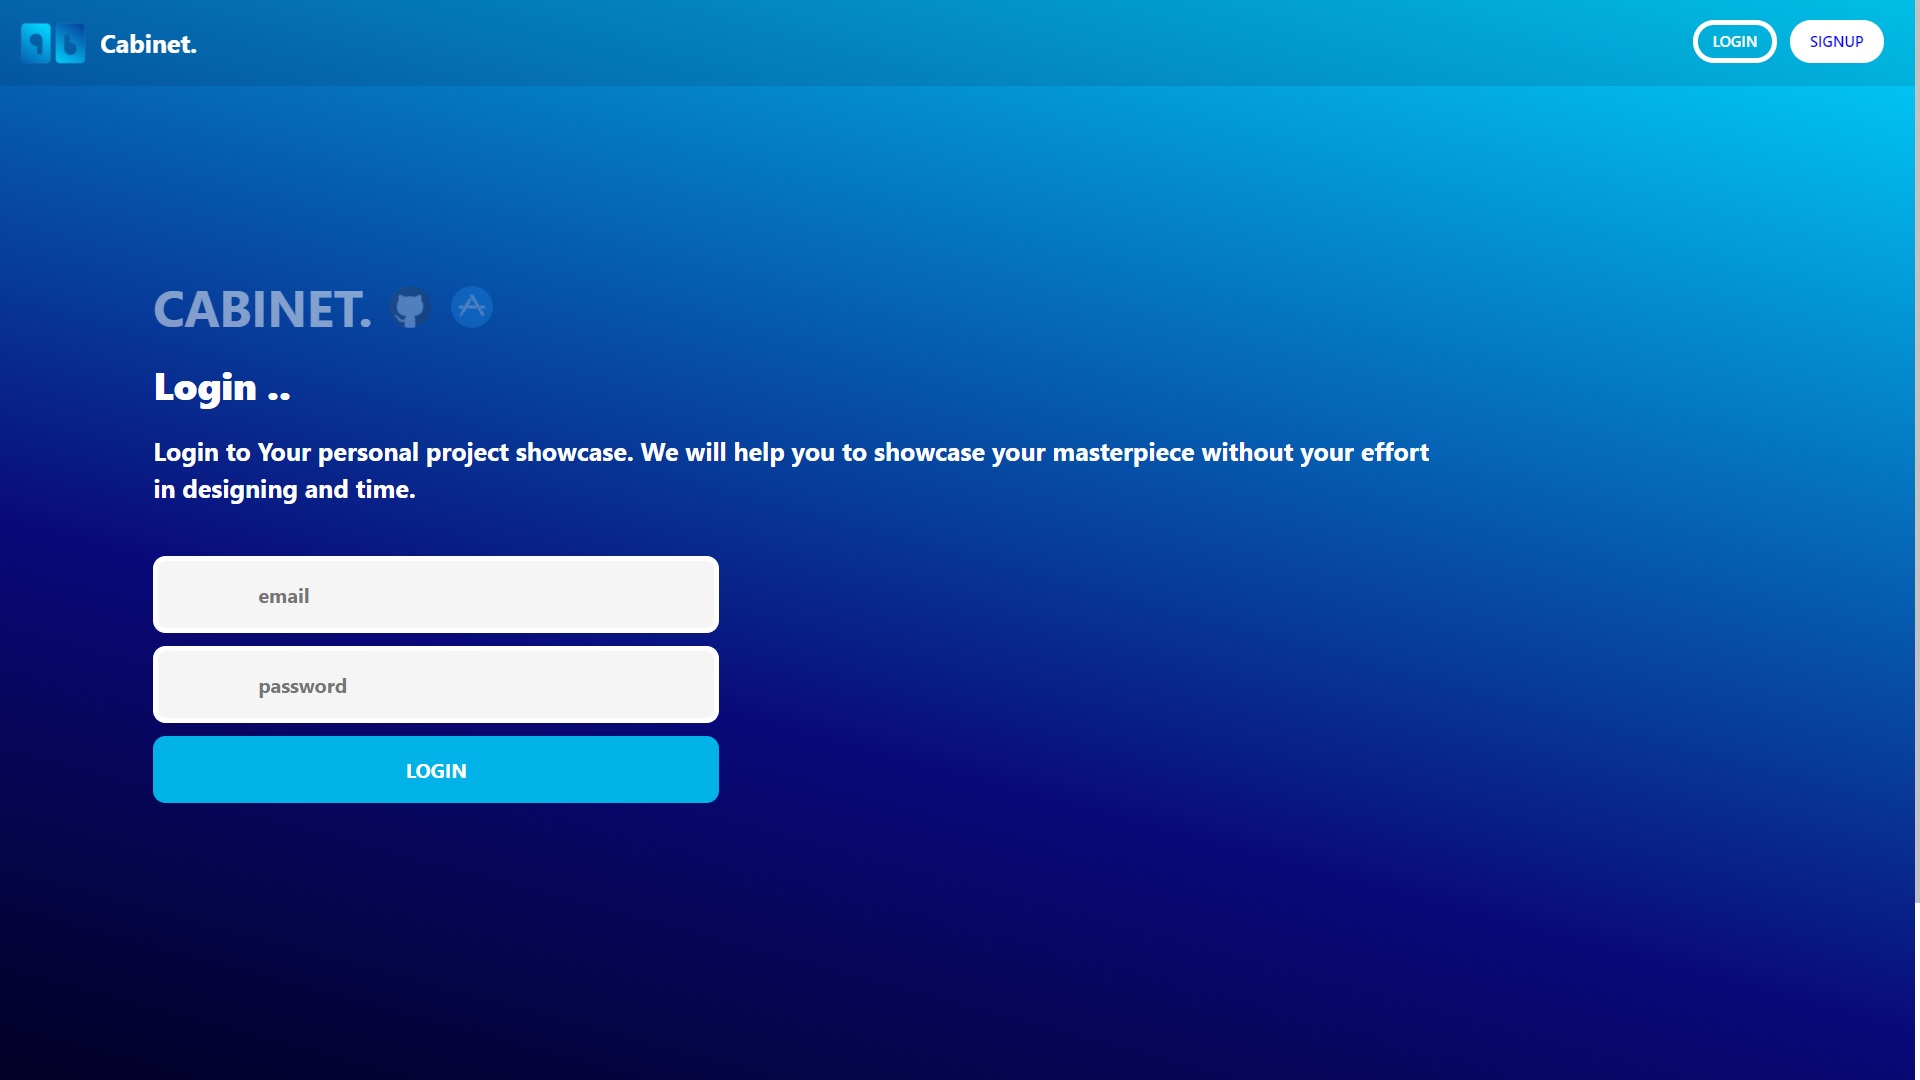 Cabinet.
LOGIN
SIGNUP
CABINET.
Login ..
Login to Your personal project showcase. We will help you to showcase your masterpiece without your effort
in designing and time.
email
password
LOGIN